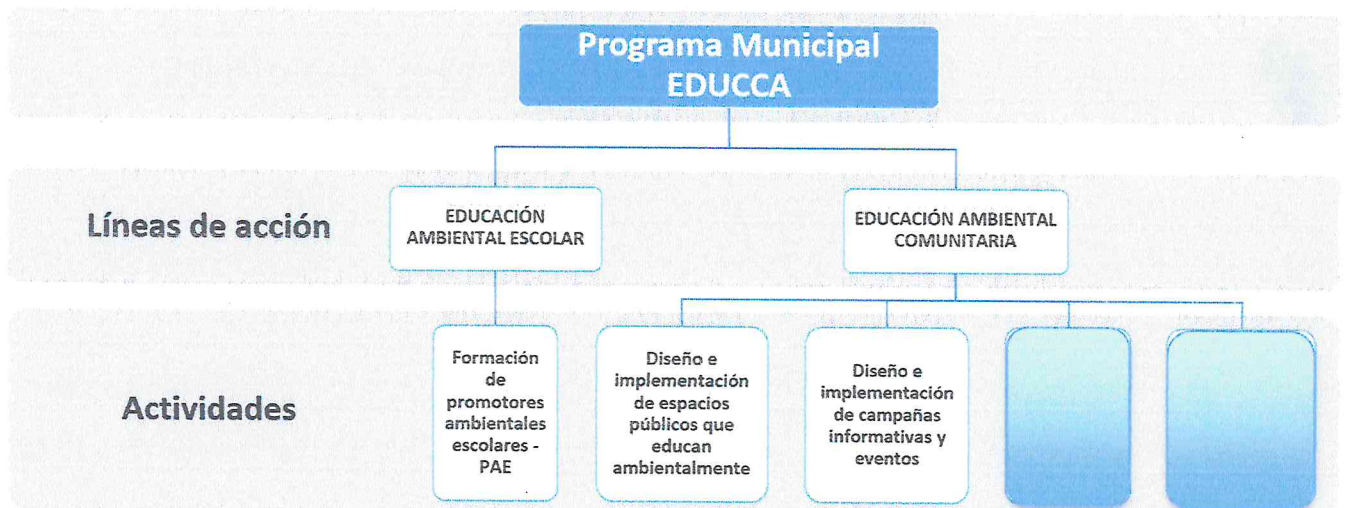 Programa Municipal
EDUCCA
Líneas de acción
EDUCACIÓN
AMBIENTAL ESCOLAR
EDUCACIÓN AMBIENTAL
COMUNITARIA
Actividades
Formación
de
promotores
ambientales
escolares -
PAE
Diseño e
implementación
de espacios
públicos que
educan
ambientalmente
Diseño e
implementación
de campañas
informativas y
eventos